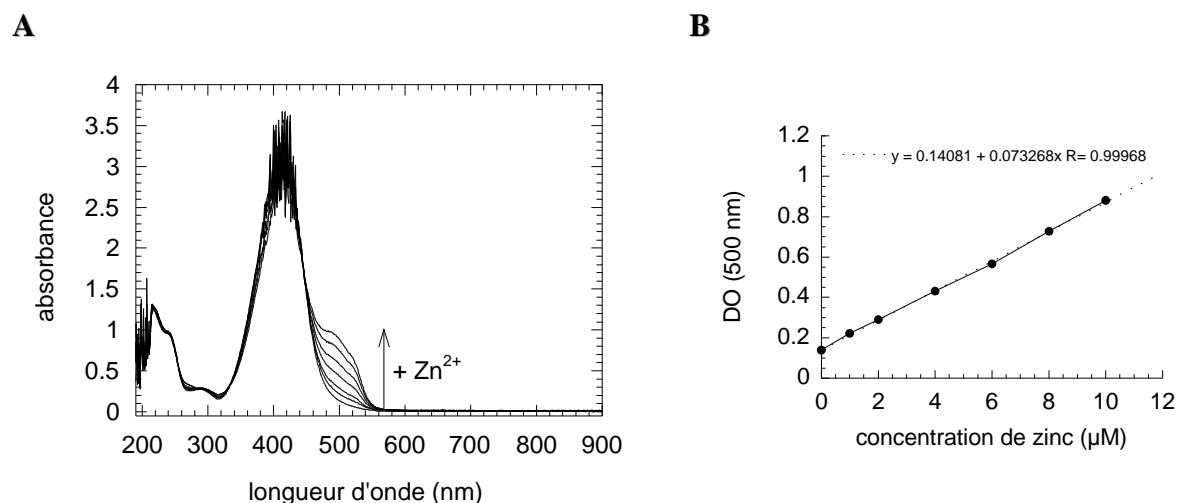 A
B
4
3.5
3
2.5
2
1.5
1
0.5
0
absorbance
+ Zn²⁺
200 300 400 500 600 700 800 900
longueur d'onde (nm)
1.2
1
0.8
0.6
0.4
0.2
0
DO (500 nm)
y = 0.14081 + 0.073268x R= 0.99968
0 2 4 6 8 10 12
concentration de zinc (µM)